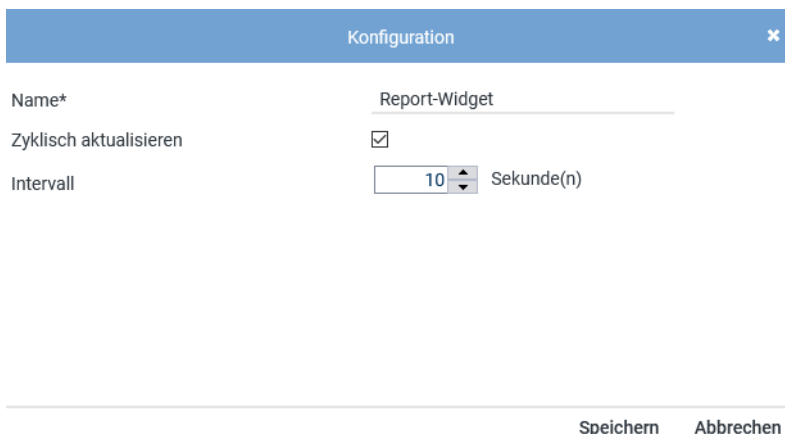 Konfiguration
Name* Report-Widget
Zyklisch aktualisieren
Intervall 10 Sekunde(n)
Speichern Abbrechen